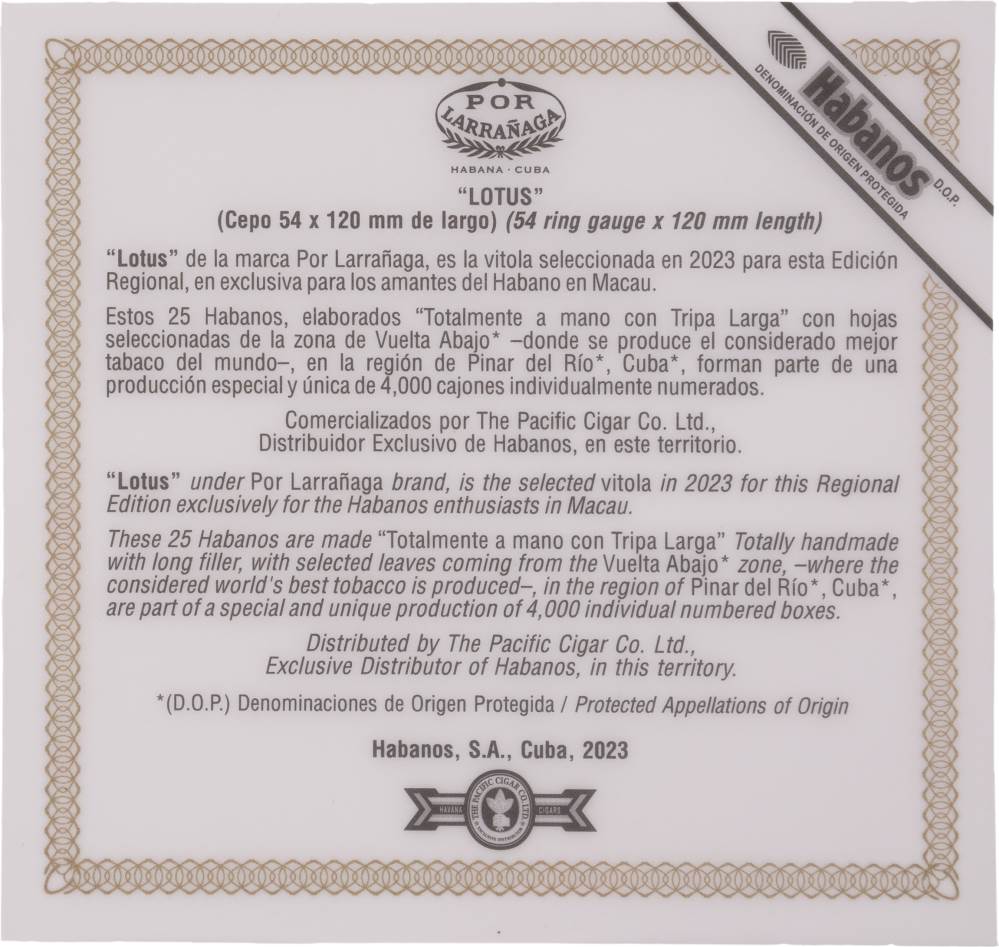 DENOMINACIÓN DE ORIGEN PROTEGIDA
Habanos
D.O.P.
POR
LARRAÑAGA
HABANA · CUBA
“LOTUS”
(Cepo 54 x 120 mm de largo) (54 ring gauge x 120 mm length)
“Lotus” de la marca Por Larrañaga, es la vitola seleccionada en 2023 para esta Edición
Regional, en exclusiva para los amantes del Habano en Macau.
Estos 25 Habanos, elaborados “Totalmente a mano con Tripa Larga” con hojas
seleccionadas de la zona de Vuelta Abajo* –donde se produce el considerado mejor
tabaco del mundo–, en la región de Pinar del Río*, Cuba*, forman parte de una
producción especial y única de 4,000 cajones individualmente numerados.
Comercializados por The Pacific Cigar Co. Ltd.,
Distribuidor Exclusivo de Habanos, en este territorio.
“Lotus” under Por Larrañaga brand, is the selected vitola in 2023 for this Regional
Edition exclusively for the Habanos enthusiasts in Macau.
These 25 Habanos are made “Totalmente a mano con Tripa Larga” Totally handmade
with long filler, with selected leaves coming from the Vuelta Abajo* zone, –where the
considered world's best tobacco is produced–, in the region of Pinar del Río*, Cuba*,
are part of a special and unique production of 4,000 individual numbered boxes.
Distributed by The Pacific Cigar Co. Ltd.,
Exclusive Distributor of Habanos, in this territory.
*(D.O.P.) Denominaciones de Origen Protegida / Protected Appellations of Origin
Habanos, S.A., Cuba, 2023
THE PACIFIC CIGAR CO. LTD.
HAVANA CIGARS